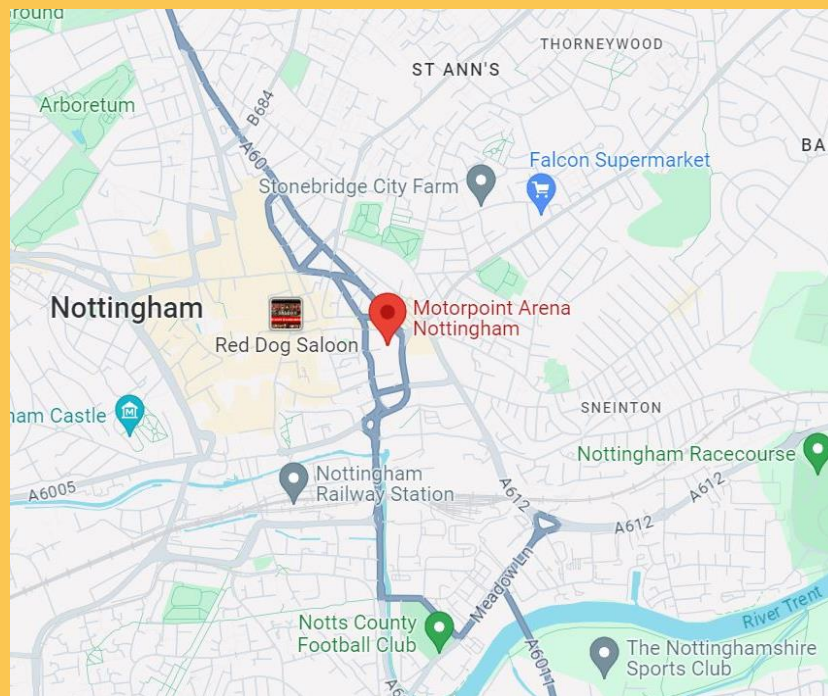 round
THORNEYWOOD
ST ANN'S
Arboretum
B684
BA
A60
Falcon Supermarket
Stonebridge City Farm
Nottingham
Motorpoint Arena
Nottingham
Red Dog Saloon
SNEINTON
ham Castle
Nottingham Racecourse
Nottingham
Railway Station
A6005
A612
A612
A612
Meadow Ln
River Trent
Notts County
Football Club
A6011
The Nottinghamshire
Sports Club
A6